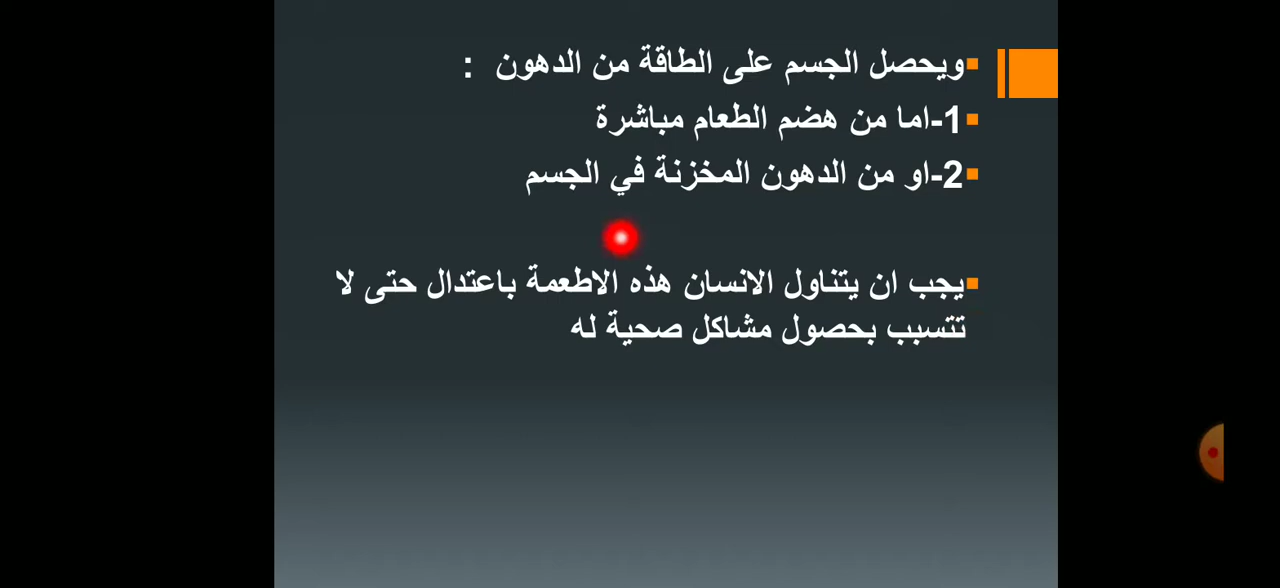 ويحصل الجسم على الطاقة من الدهون :
1-اما من هضم الطعام مباشرة
2-او من الدهون المخزنة في الجسم
يجب ان يتناول الانسان هذه الاطعمة باعتدال حتى لا
تتسبب بحصول مشاكل صحية له